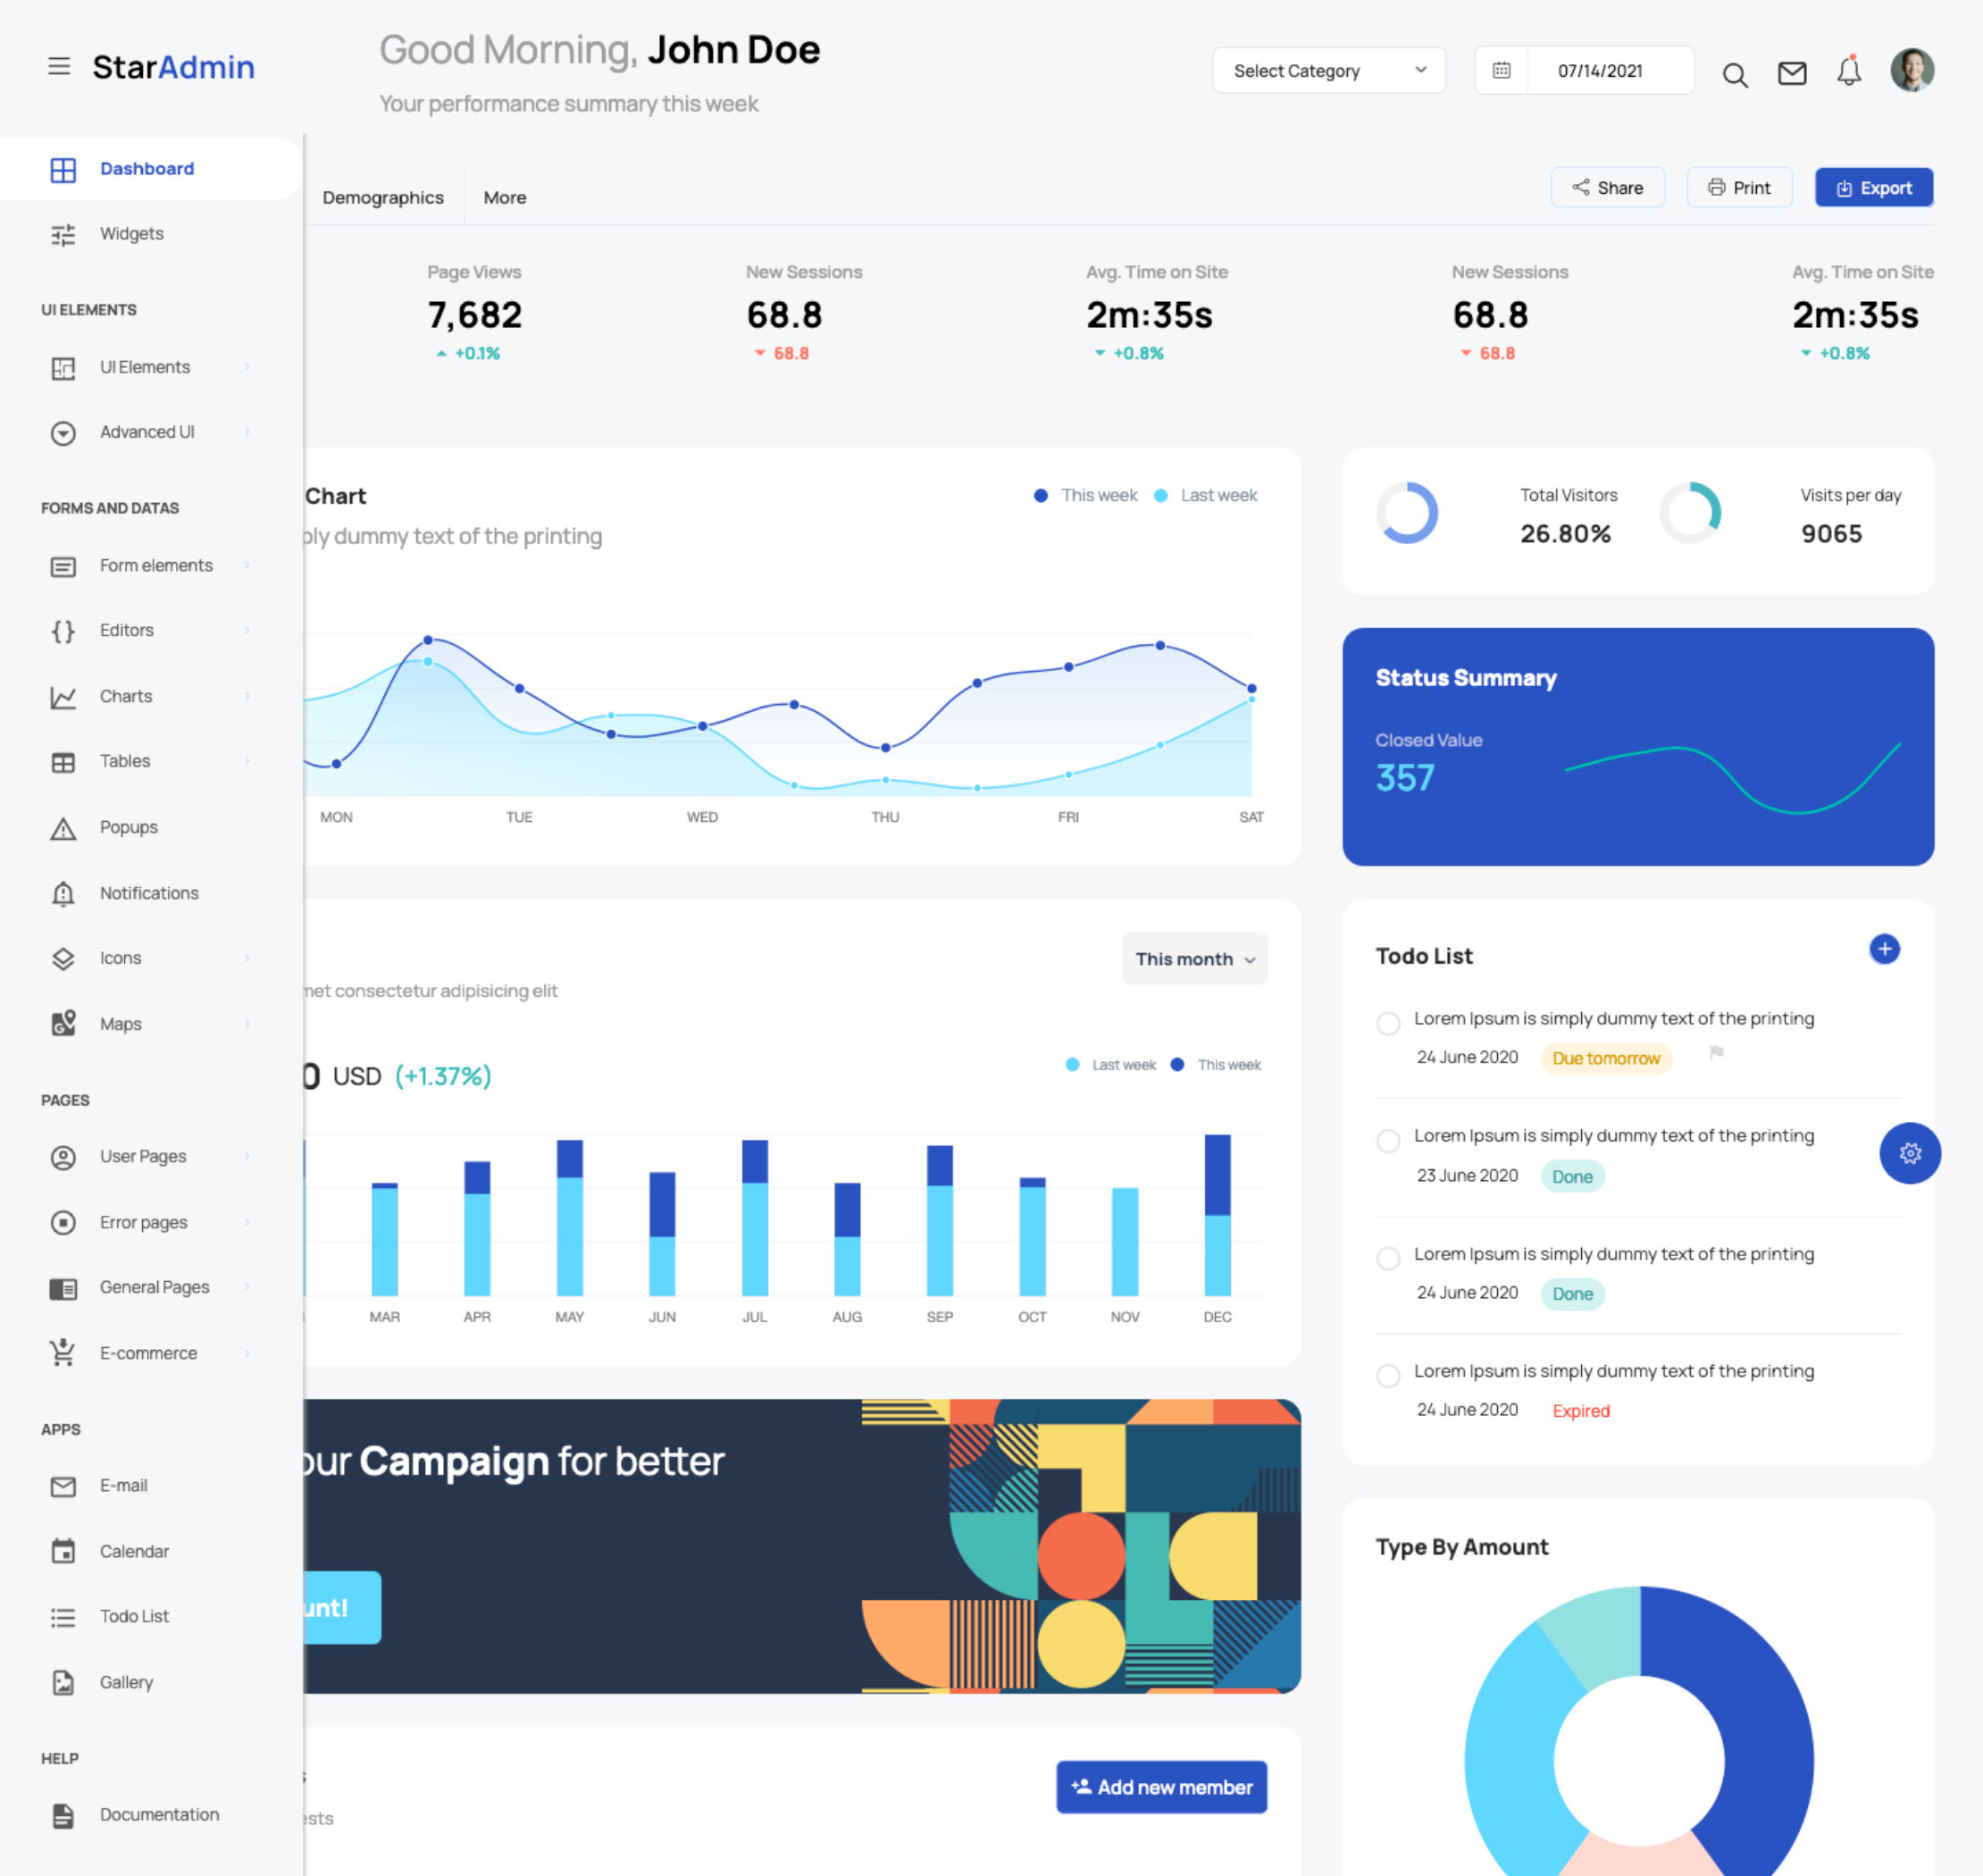 StarAdmin
Good Morning, John Doe
Your performance summary this week
Select Category
07/14/2021
Dashboard
Widgets
UI ELEMENTS
UI Elements
Advanced UI
FORMS AND DATAS
Form elements
Editors
Charts
Tables
Popups
Notifications
Icons
Maps
PAGES
User Pages
Error pages
General Pages
E-commerce
APPS
E-mail
Calendar
Todo List
Gallery
HELP
Documentation
Demographics
More
Share
Print
Export
Page Views
7,682
+0.1%
New Sessions
68.8
68.8
Avg. Time on Site
2m:35s
+0.8%
New Sessions
68.8
68.8
Avg. Time on Site
2m:35s
+0.8%
Chart
This week
Last week
ply dummy text of the printing
MON TUE WED THU FRI SAT
This month
met consectetur adipisicing elit
0 USD (+1.37%)
Last week
This week
MAR APR MAY JUN JUL AUG SEP OCT NOV DEC
our Campaign for better
unt!
Add new member
ests
Total Visitors
26.80%
Visits per day
9065
Status Summary
Closed Value
357
Todo List
Lorem Ipsum is simply dummy text of the printing
24 June 2020 Due tomorrow
Lorem Ipsum is simply dummy text of the printing
23 June 2020 Done
Lorem Ipsum is simply dummy text of the printing
24 June 2020 Done
Lorem Ipsum is simply dummy text of the printing
24 June 2020 Expired
Type By Amount